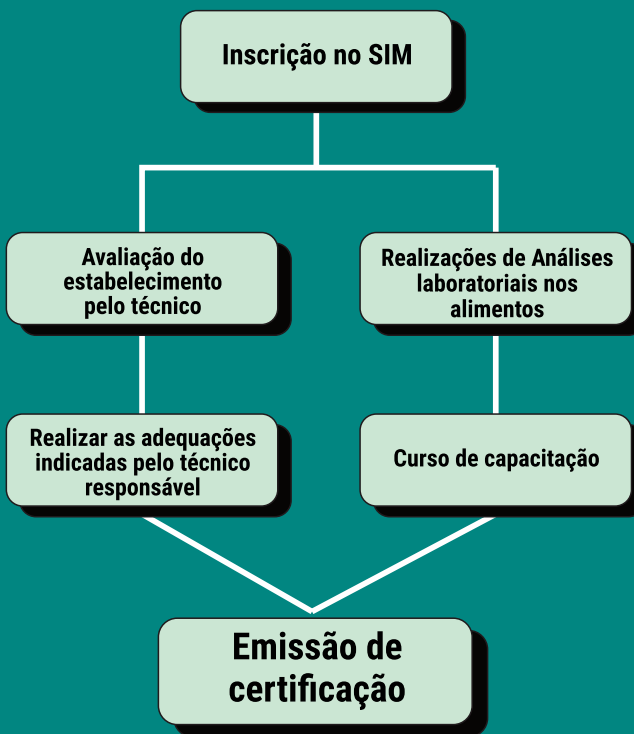 Inscrição no SIM
Avaliação do
estabelecimento
pelo técnico
Realizações de Análises
laboratoriais nos
alimentos
Realizar as adequações
indicadas pelo técnico
responsável
Curso de capacitação
Emissão de
certificação